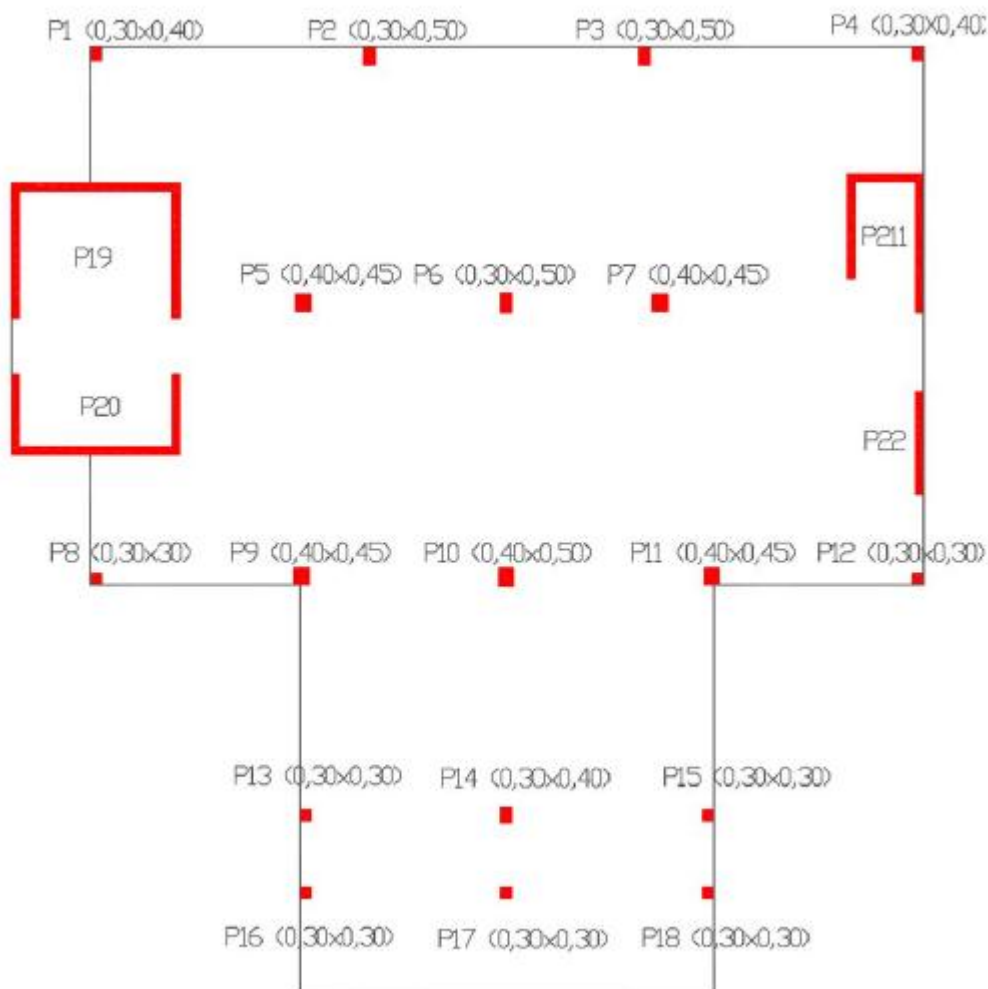 P1 (0,30x0,40)
P2 (0,30x0,50)
P3 (0,30x0,50)
P4 (0,30x0,40)
P19
P211
P5 (0,40x0,45)
P6 (0,30x0,50)
P7 (0,40x0,45)
P20
P22
P8 (0,30x30)
P9 (0,40x0,45)
P10 (0,40x0,50)
P11 (0,40x0,45)
P12 (0,30x0,30)
P13 (0,30x0,30)
P14 (0,30x0,40)
P15 (0,30x0,30)
P16 (0,30x0,30)
P17 (0,30x0,30)
P18 (0,30x0,30)